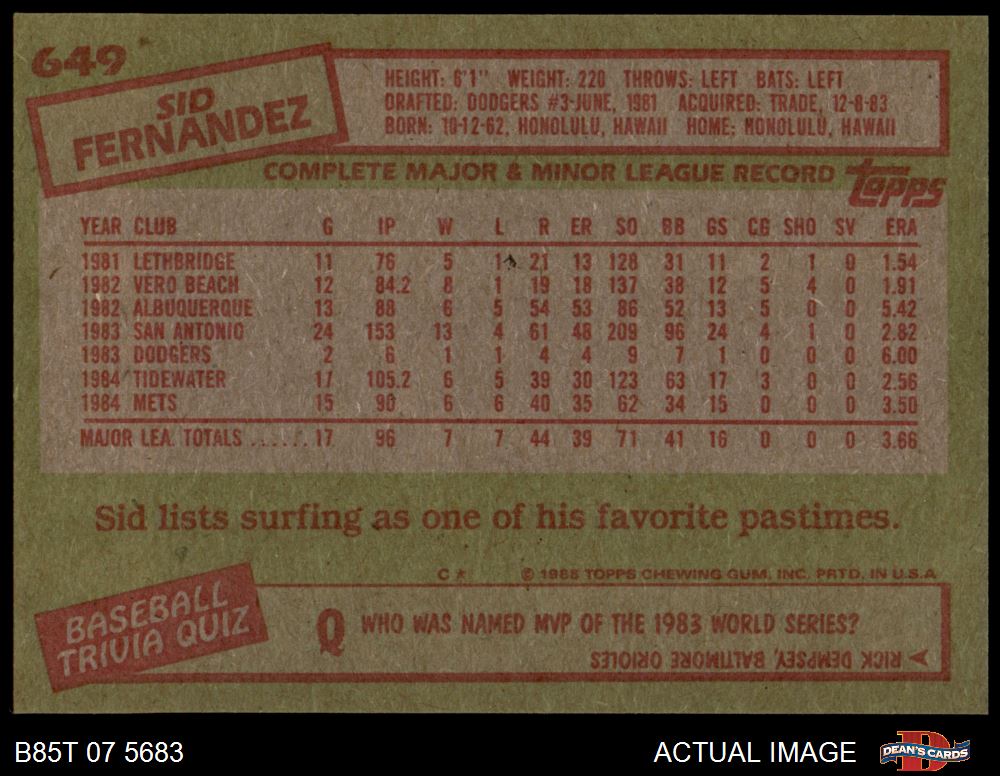 649
SID
FERNANDEZ
HEIGHT: 6'1" WEIGHT: 220 THROWS: LEFT BATS: LEFT
DRAFTED: DODGERS #3-JUNE, 1981 ACQUIRED: TRADE, 12-8-83
BORN: 10-12-62, HONOLULU, HAWAII HOME: HONOLULU, HAWAII
COMPLETE MAJOR & MINOR LEAGUE RECORD
topps
YEAR CLUB G IP W L R ER SO BB GS CG SHO SV ERA
1981 LETHBRIDGE 11 76 5 1 21 13 128 31 11 2 1 0 1.54
1982 VERO BEACH 12 84.2 8 1 19 18 137 38 12 5 4 0 1.91
1982 ALBUQUERQUE 13 88 6 5 54 53 86 52 13 5 0 0 5.42
1983 SAN ANTONIO 24 153 13 4 61 48 209 96 24 4 1 0 2.82
1983 DODGERS 2 6 1 1 4 4 9 7 1 0 0 0 6.00
1984 TIDEWATER 17 105.2 6 5 39 30 123 63 17 3 0 0 2.56
1984 METS 15 90 6 6 40 35 62 34 15 0 0 0 3.50
MAJOR LEA. TOTALS ...... 17 96 7 7 44 39 71 41 16 0 0 0 3.66
Sid lists surfing as one of his favorite pastimes.
C * © 1985 TOPPS CHEWING GUM, INC. PRTD. IN U.S.A.
BASEBALL
TRIVIA QUIZ
Q WHO WAS NAMED MVP OF THE 1983 WORLD SERIES?
RICK DEMPSEY, BALTIMORE ORIOLES
B85T 07 5683
ACTUAL IMAGE
D
DEAN'S CARDS